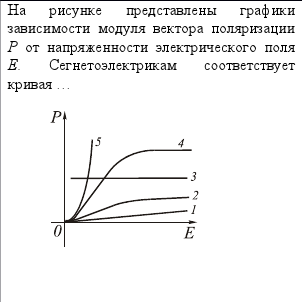 На рисунке представлены графики
зависимости модуля вектора поляризации
P от напряженности электрического поля
E. Сегнетоэлектрикам соответствует
кривая ...
P
5
4
3
2
1
0
E